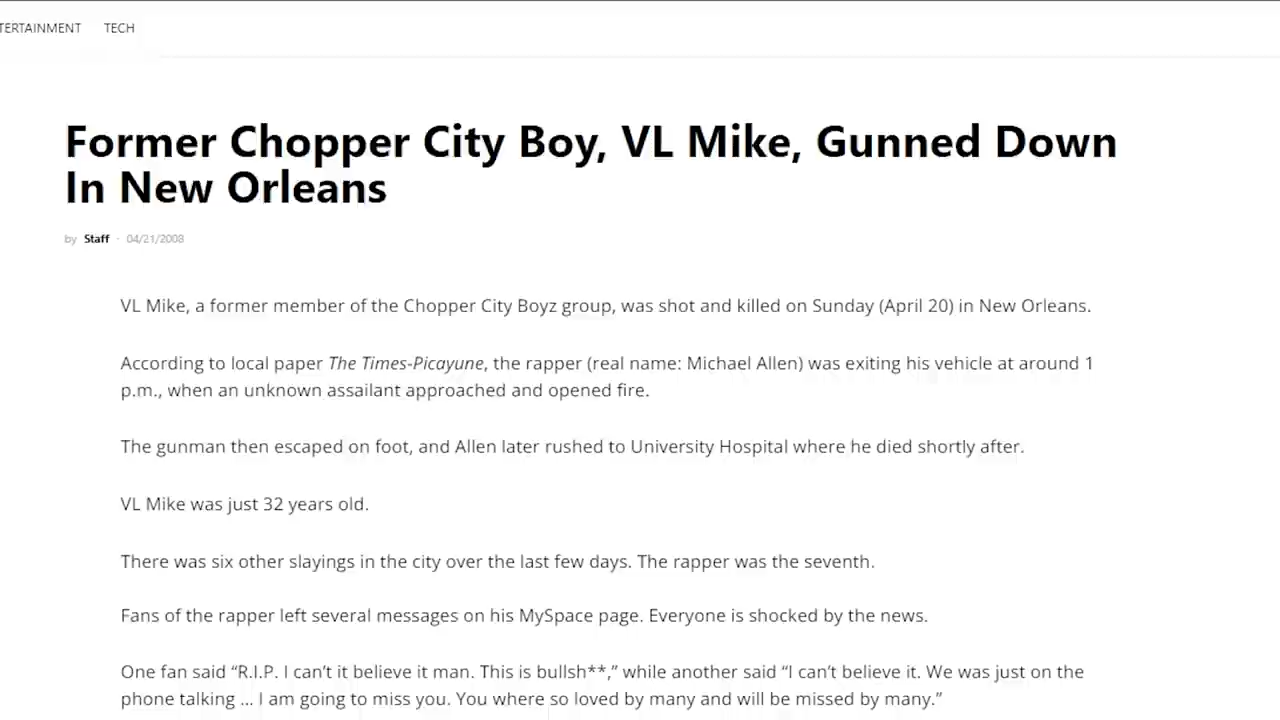 TERTAINMENT TECH
Former Chopper City Boy, VL Mike, Gunned Down
In New Orleans
by Staff · 04/21/2008
VL Mike, a former member of the Chopper City Boyz group, was shot and killed on Sunday (April 20) in New Orleans.
According to local paper The Times-Picayune, the rapper (real name: Michael Allen) was exiting his vehicle at around 1
p.m., when an unknown assailant approached and opened fire.
The gunman then escaped on foot, and Allen later rushed to University Hospital where he died shortly after.
VL Mike was just 32 years old.
There was six other slayings in the city over the last few days. The rapper was the seventh.
Fans of the rapper left several messages on his MySpace page. Everyone is shocked by the news.
One fan said “R.I.P. I can’t it believe it man. This is bullsh**,” while another said “I can’t believe it. We was just on the
phone talking … I am going to miss you. You where so loved by many and will be missed by many.”